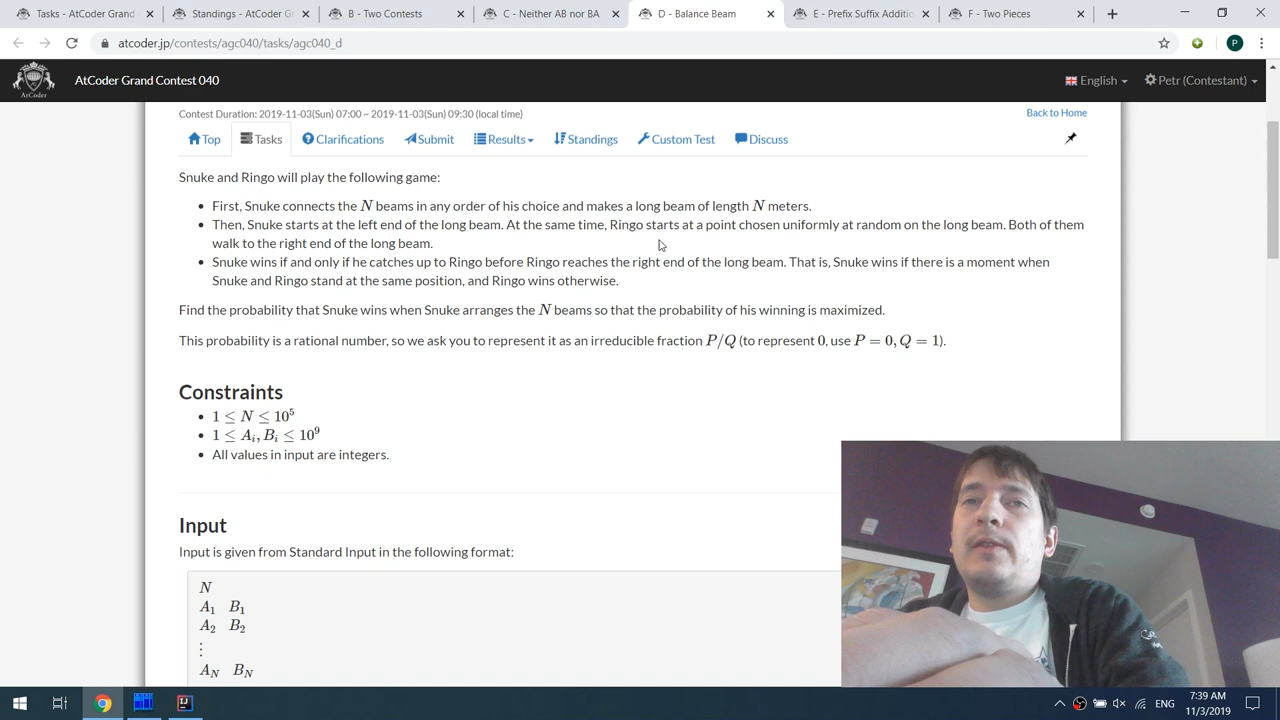 Tasks - AtCoder Grand C
Standings - AtCoder Gr
B - Two Contests
C - Neither AB nor BA
D - Balance Beam
E - Prefix Suffix Additio
F - Two Pieces
atcoder.jp/contests/agc040/tasks/agc040_d
P
AtCoder
AtCoder Grand Contest 040
English
Petr (Contestant)
Contest Duration: 2019-11-03(Sun) 07:00 ~ 2019-11-03(Sun) 09:30 (local time)
Back to Home
Top
Tasks
Clarifications
Submit
Results
Standings
Custom Test
Discuss
Snuke and Ringo will play the following game:
• First, Snuke connects the N beams in any order of his choice and makes a long beam of length N meters.
• Then, Snuke starts at the left end of the long beam. At the same time, Ringo starts at a point chosen uniformly at random on the long beam. Both of them
walk to the right end of the long beam.
• Snuke wins if and only if he catches up to Ringo before Ringo reaches the right end of the long beam. That is, Snuke wins if there is a moment when
Snuke and Ringo stand at the same position, and Ringo wins otherwise.
Find the probability that Snuke wins when Snuke arranges the N beams so that the probability of his winning is maximized.
This probability is a rational number, so we ask you to represent it as an irreducible fraction P/Q (to represent 0, use P = 0, Q = 1).
Constraints
• 1 ≤ N ≤ 10⁵
• 1 ≤ Aᵢ, Bᵢ ≤ 10⁹
• All values in input are integers.
Input
Input is given from Standard Input in the following format:
N
A₁ B₁
A₂ B₂
⋮
A_N B_N
ENG
7:39 AM
11/3/2019